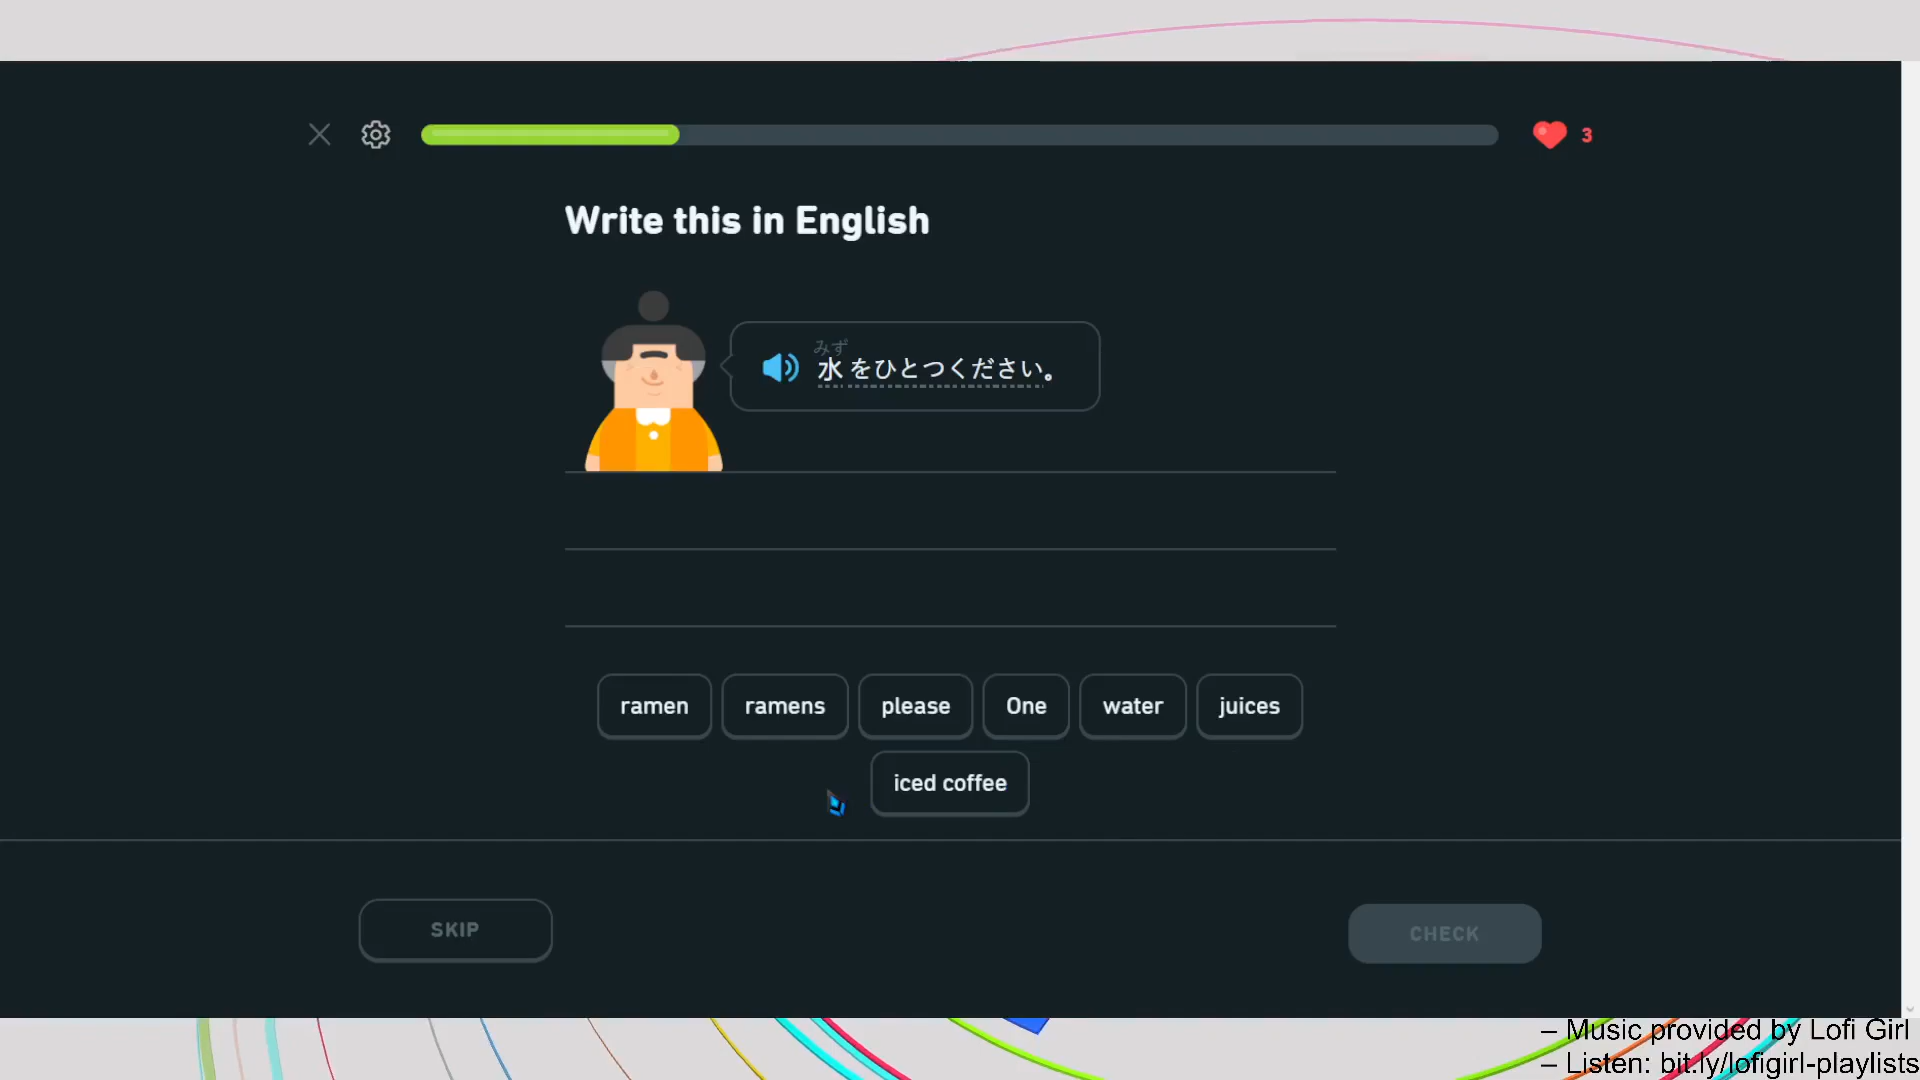 3
Write this in English
みず
水をひとつください。
ramen ramens please One water juices
iced coffee
SKIP CHECK
– Music provided by Lofi Girl
– Listen: bit.ly/lofigirl-playlists